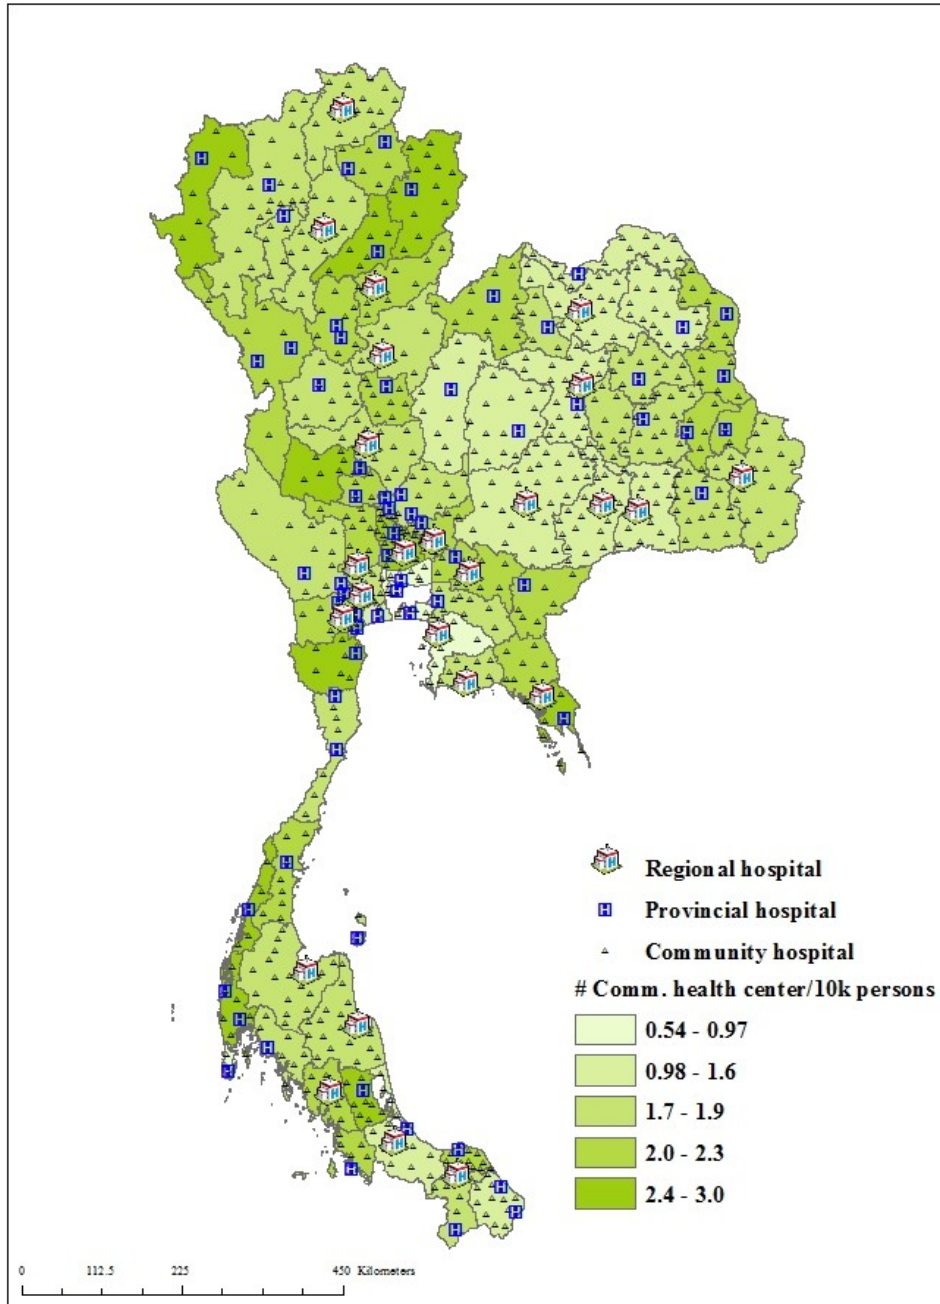 Regional hospital
Provincial hospital
Community hospital
# Comm. health center/10k persons
0.54 - 0.97
0.98 - 1.6
1.7 - 1.9
2.0 - 2.3
2.4 - 3.0
0 112.5 225 450 Kilometers